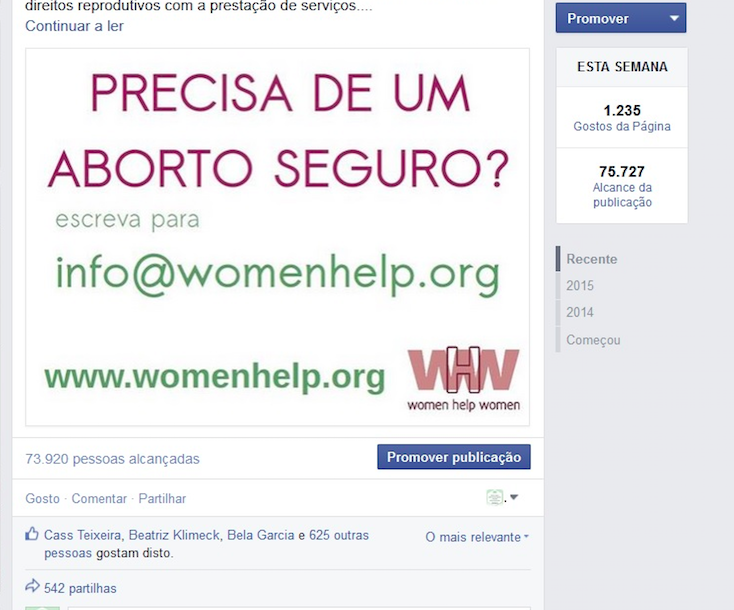 direitos reprodutivos com a prestação de serviços....
Continuar a ler
PRECISA DE UM
ABORTO SEGURO?
escreva para
info@womenhelp.org
www.womenhelp.org
WHW
women help women
73.920 pessoas alcançadas
Promover publicação
Gosto · Comentar · Partilhar
Cass Teixeira, Beatriz Klimeck, Bela Garcia e 625 outras
pessoas gostam disto.
O mais relevante
542 partilhas
Promover
ESTA SEMANA
1.235
Gostos da Página
75.727
Alcance da
publicação
Recente
2015
2014
Começou